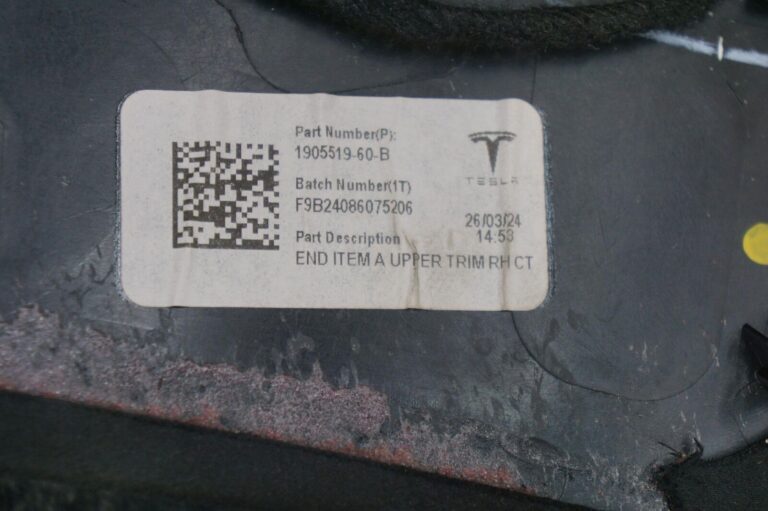 Part Number(P):
1905519-60-B
TESLA
Batch Number(1T)
F9B24086075206
26/03/24
14.53
Part Description
END ITEM A UPPER TRIM RH CT